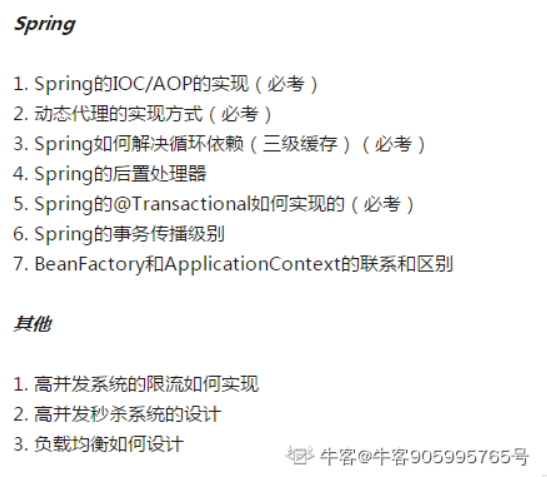 Spring
1. Spring的IOC/AOP的实现（必考）
2. 动态代理的实现方式（必考）
3. Spring如何解决循环依赖（三级缓存）（必考）
4. Spring的后置处理器
5. Spring的@Transactional如何实现的（必考）
6. Spring的事务传播级别
7. BeanFactory和ApplicationContext的联系和区别
其他
1. 高并发系统的限流如何实现
2. 高并发秒杀系统的设计
3. 负载均衡如何设计
牛客@牛客905995765号